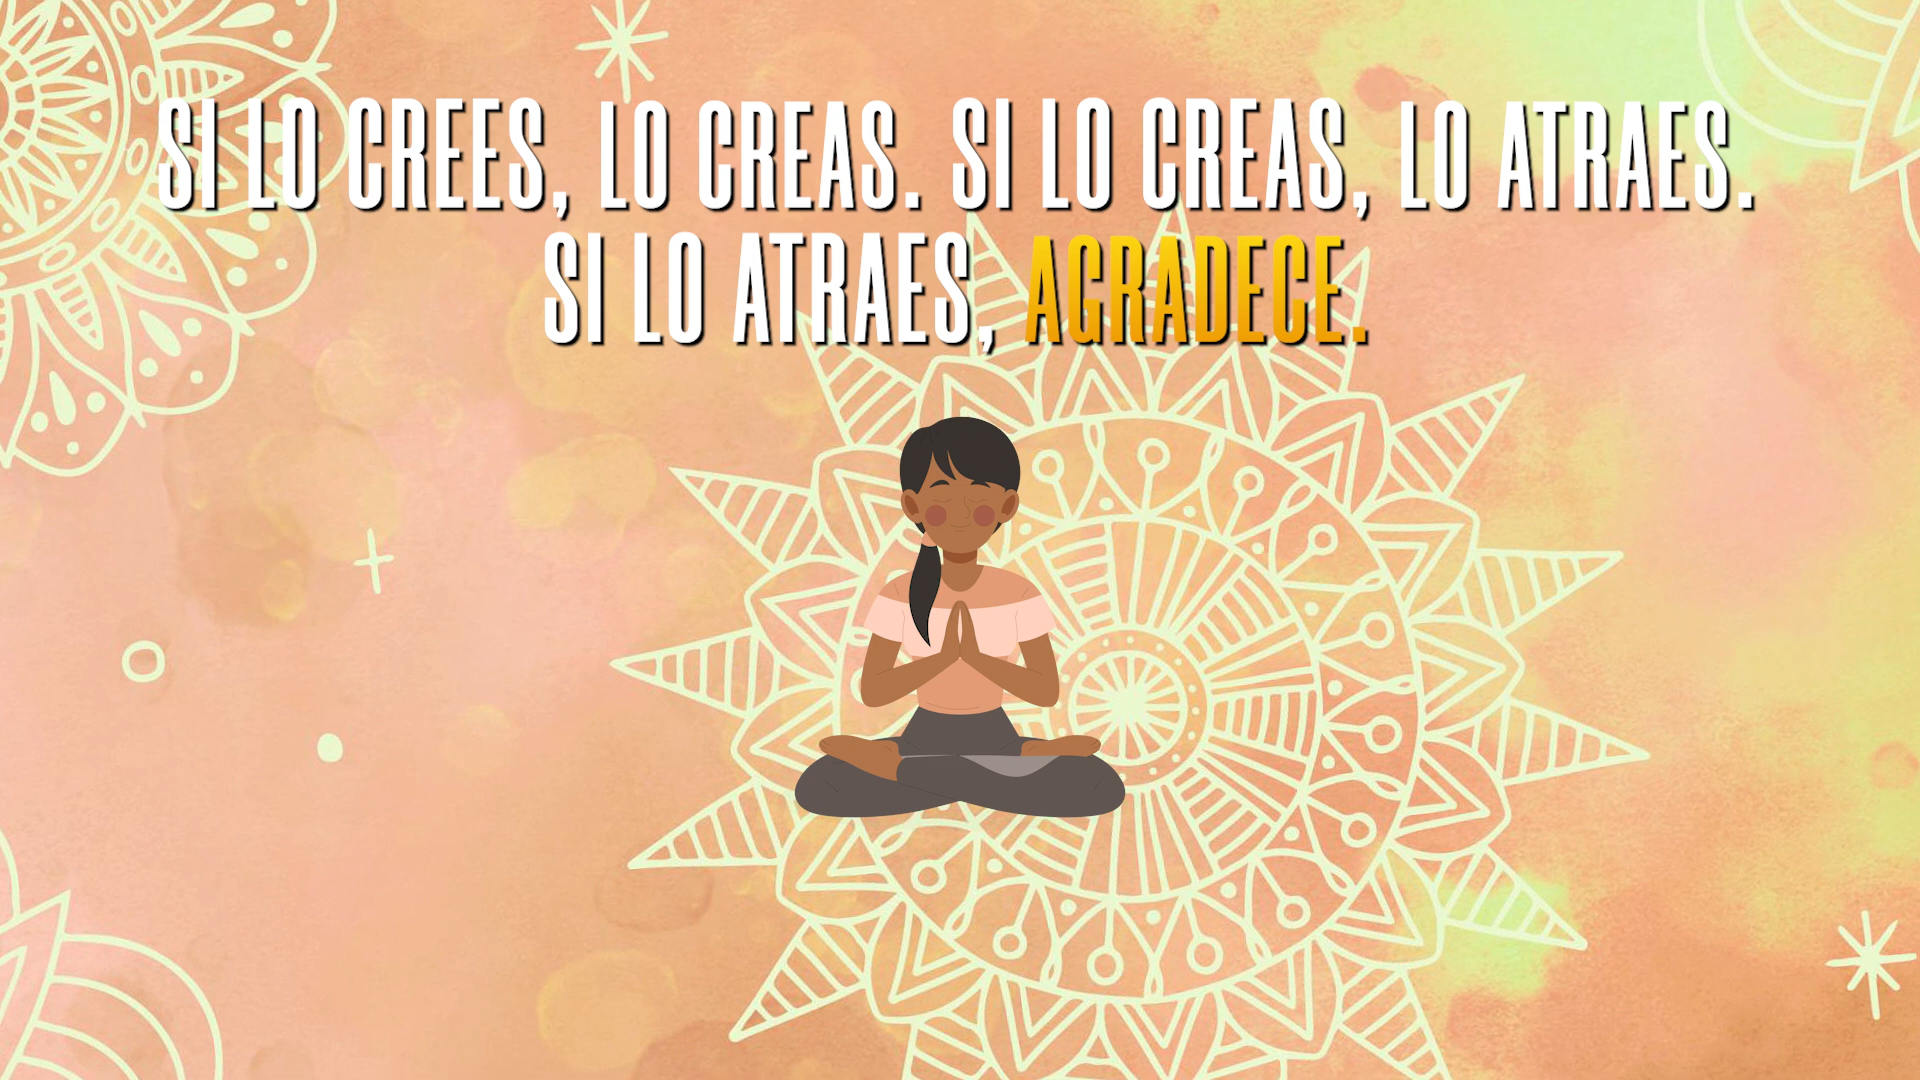 SI LO CREES, LO CREAS. SI LO CREAS, LO ATRAES.
SI LO ATRAES, AGRADECE.